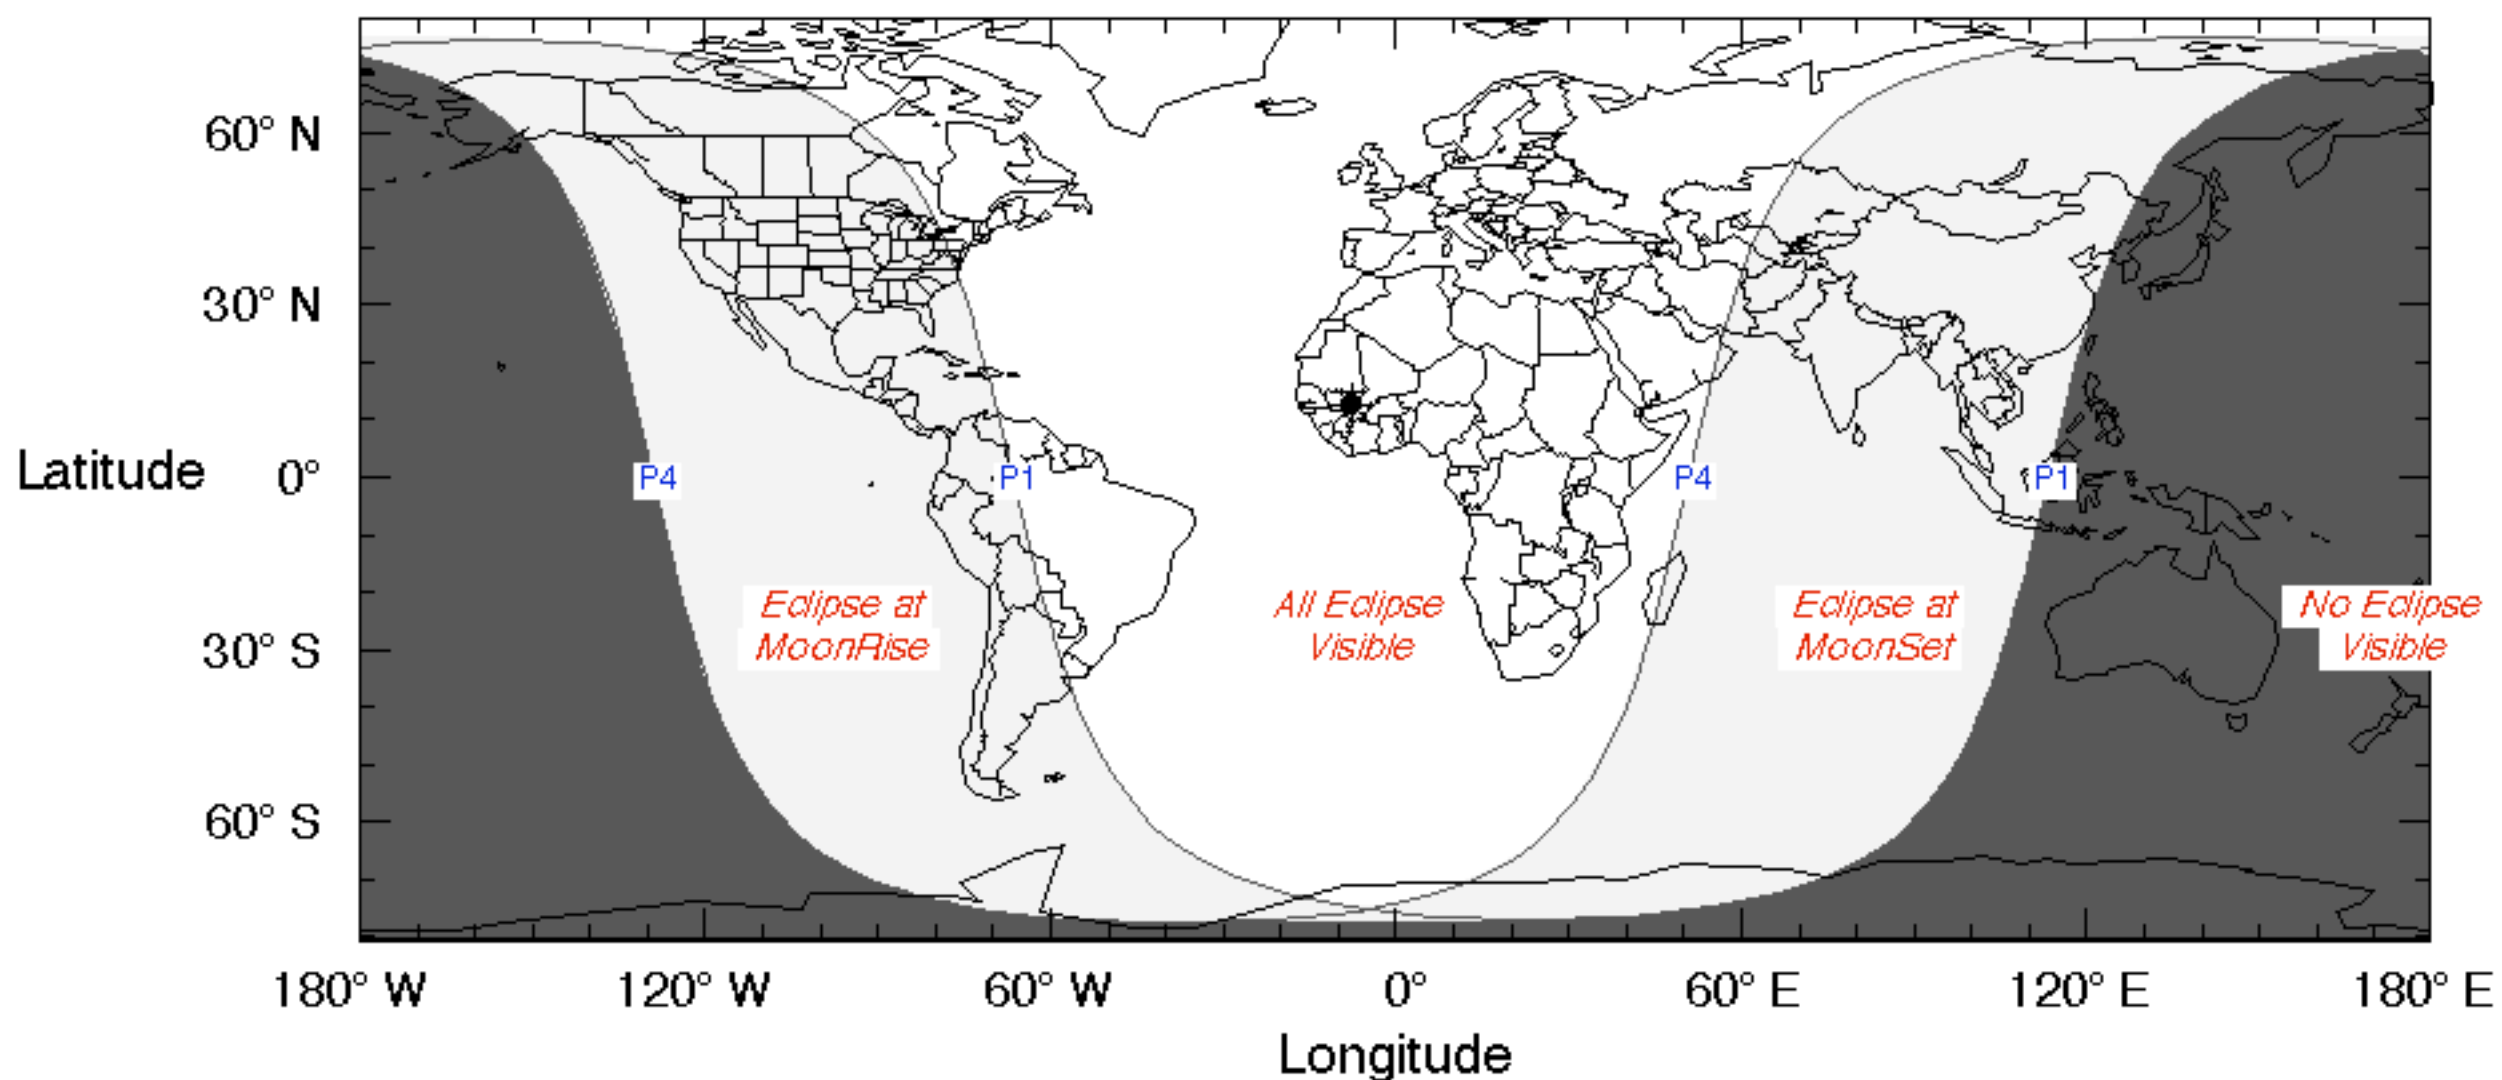 60° N
30° N
Latitude 0°
30° S
60° S
P4 P1 P4 P1
Eclipse at
MoonRise
All Eclipse
Visible
Eclipse at
MoonSet
No Eclipse
Visible
180° W 120° W 60° W 0° 60° E 120° E 180° E
Longitude